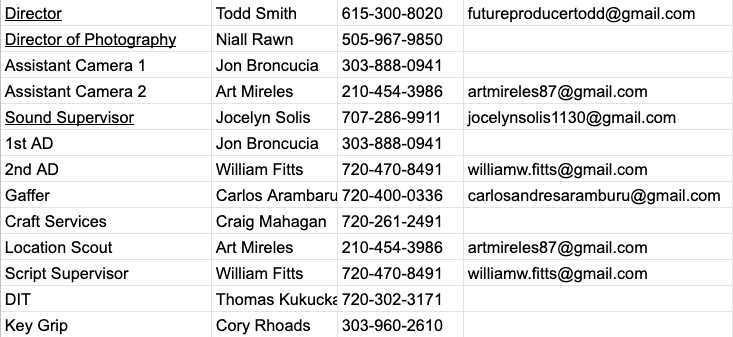 Director Todd Smith 615-300-8020 futureproducertodd@gmail.com
Director of Photography Niall Rawn 505-967-9850
Assistant Camera 1 Jon Broncucia 303-888-0941
Assistant Camera 2 Art Mireles 210-454-3986 artmireles87@gmail.com
Sound Supervisor Jocelyn Solis 707-286-9911 jocelynsolis1130@gmail.com
1st AD Jon Broncucia 303-888-0941
2nd AD William Fitts 720-470-8491 williamw.fitts@gmail.com
Gaffer Carlos Arambaru 720-400-0336 carlosandresaramburu@gmail.com
Craft Services Craig Mahagan 720-261-2491
Location Scout Art Mireles 210-454-3986 artmireles87@gmail.com
Script Supervisor William Fitts 720-470-8491 williamw.fitts@gmail.com
DIT Thomas Kukucka 720-302-3171
Key Grip Cory Rhoads 303-960-2610